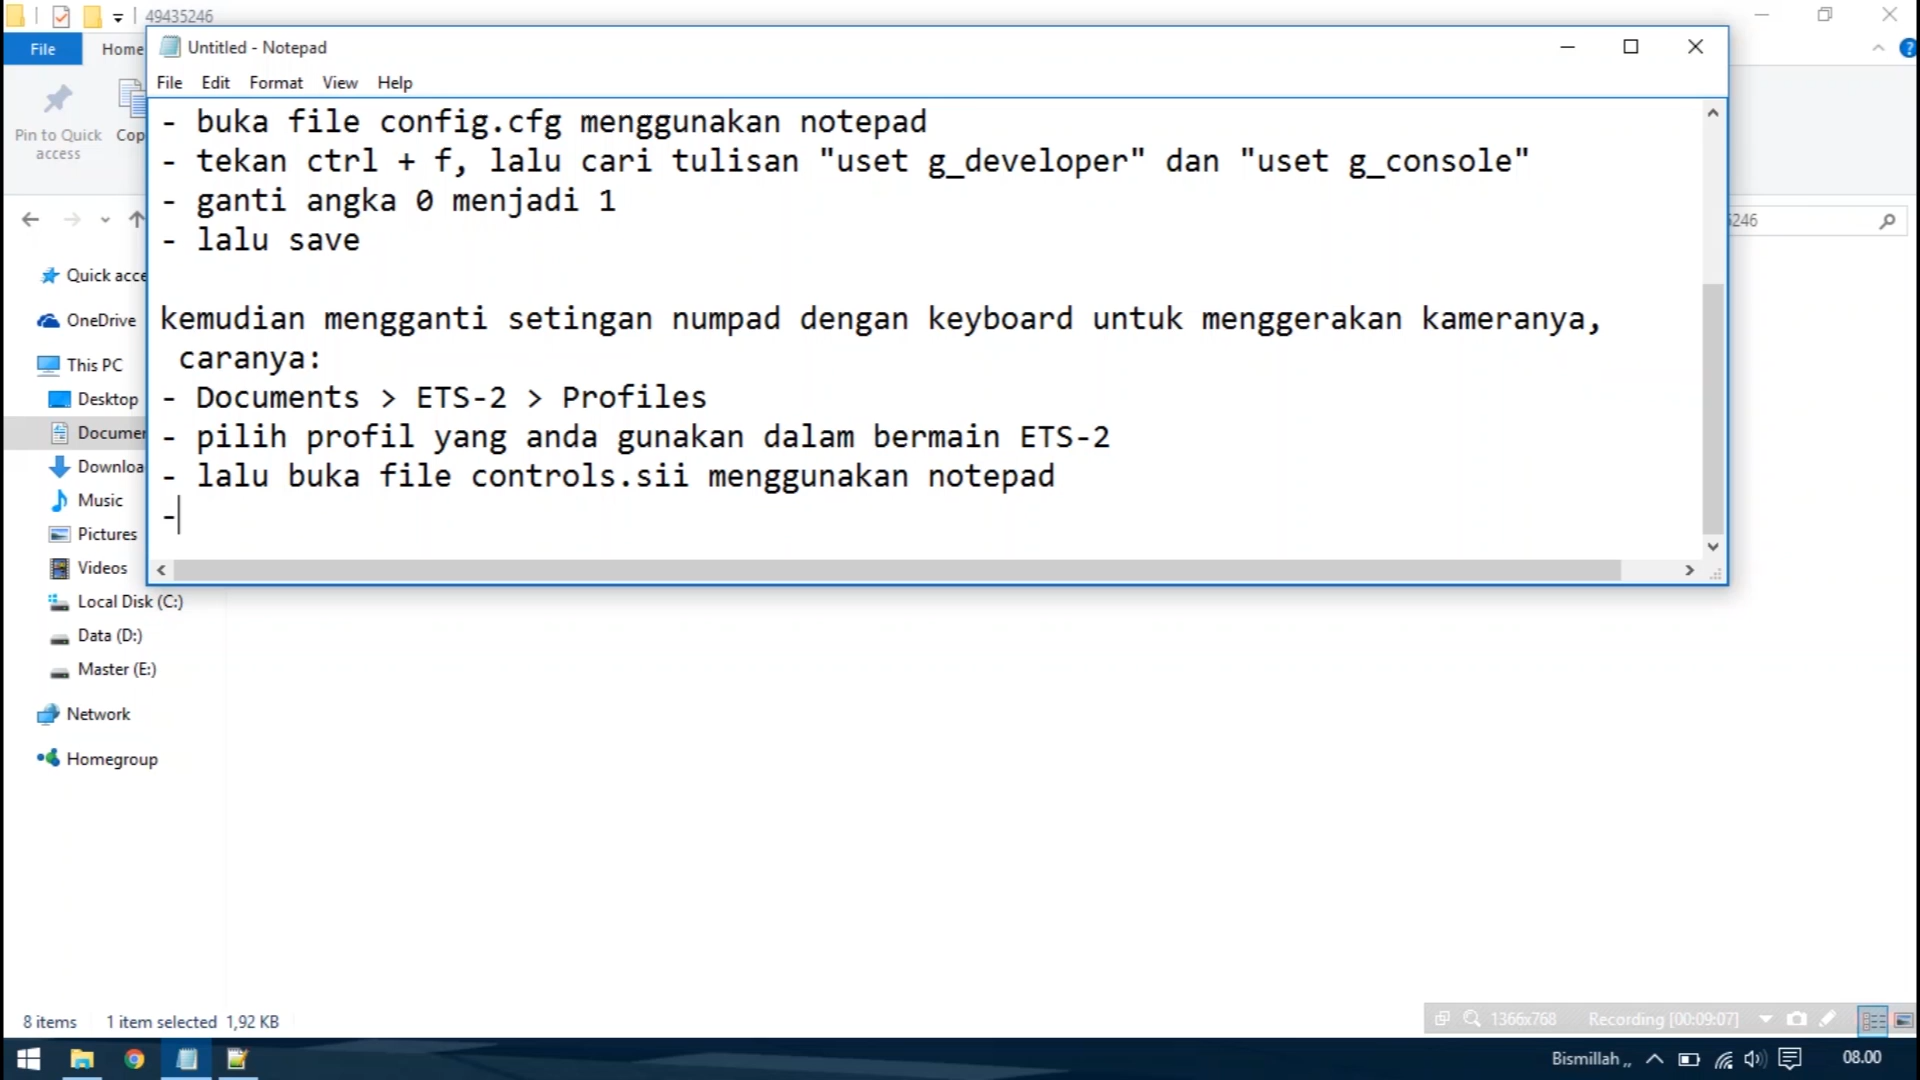 49435246
File
Home
Untitled - Notepad
File Edit Format View Help
Pin to Quick
access
Cop
- buka file config.cfg menggunakan notepad
- tekan ctrl + f, lalu cari tulisan "uset g_developer" dan "uset g_console"
- ganti angka 0 menjadi 1
- lalu save
kemudian mengganti setingan numpad dengan keyboard untuk menggerakan kameranya,
caranya:
- Documents > ETS-2 > Profiles
- pilih profil yang anda gunakan dalam bermain ETS-2
- lalu buka file controls.sii menggunakan notepad
-
5246
Quick acce
OneDrive
This PC
Desktop
Documen
Downloa
Music
Pictures
Videos
Local Disk (C:)
Data (D:)
Master (E:)
Network
Homegroup
8 items 1 item selected 1,92 KB
1366x768 Recording [00:09:07]
Bismillah ,,
08.00